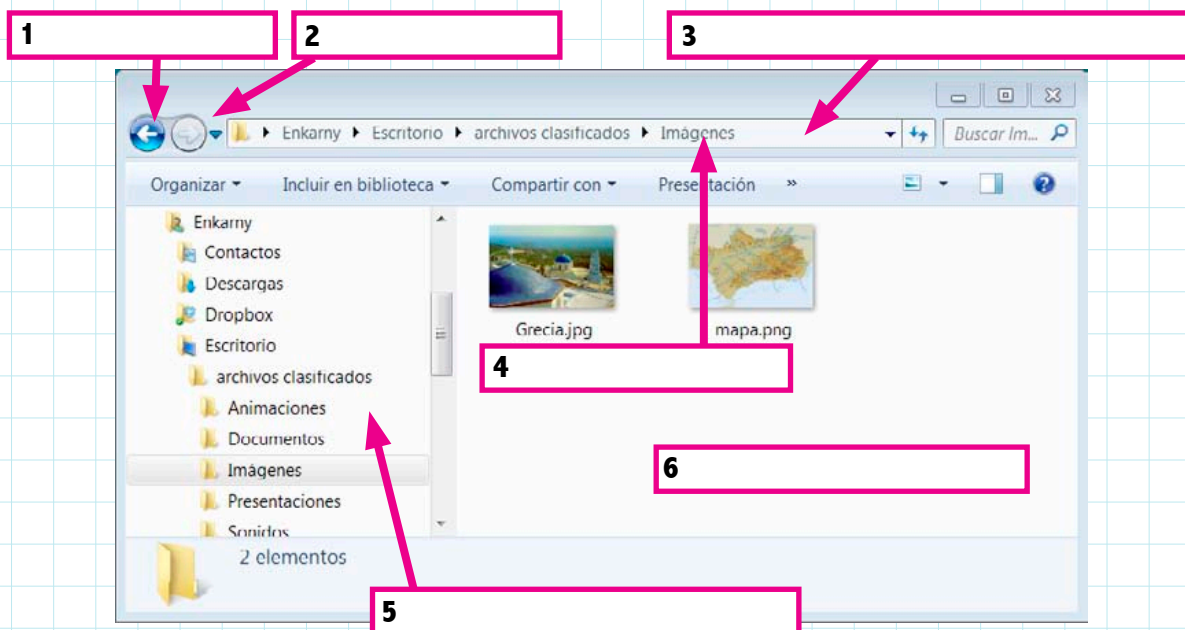 1
2
3
Enkarny Escritorio archivos clasificados Imágenes
Buscar Im...
Organizar Incluir en biblioteca Compartir con Presentación »
Enkarny
Contactos
Descargas
Dropbox
Escritorio
archivos clasificados
Animaciones
Documentos
Imágenes
Presentaciones
Sonidos
Grecia.jpg
mapa.png
4
6
2 elementos
5